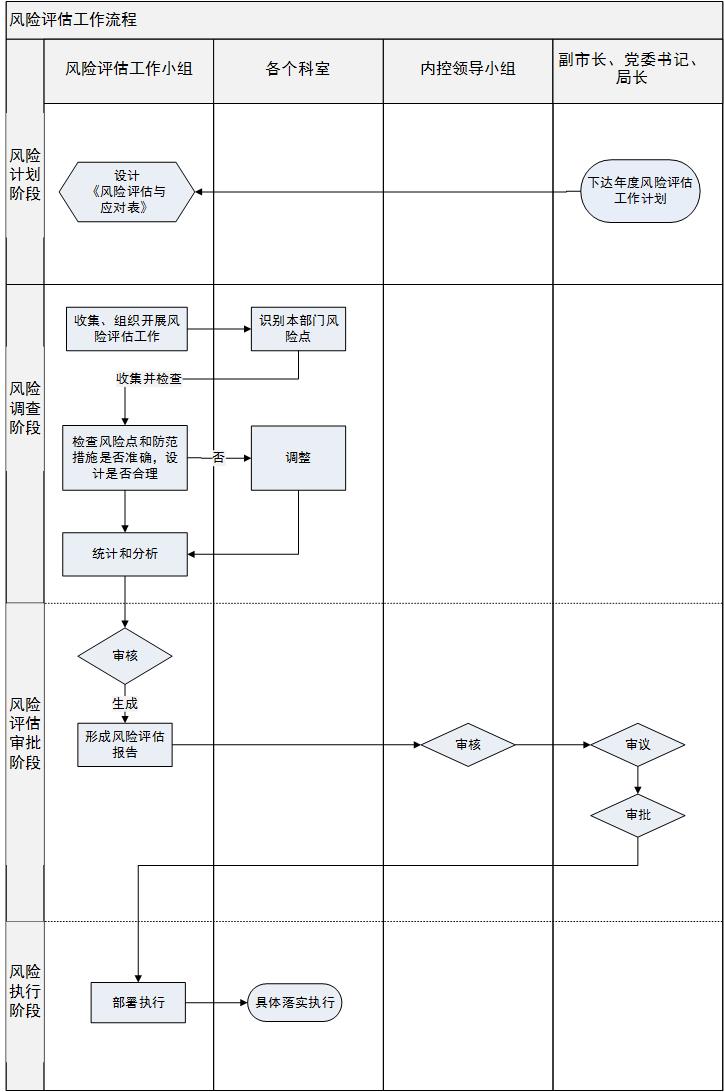 风险评估工作流程
风险评估工作小组
各个科室
内控领导小组
副市长、党委书记、
局长
风险
计划
阶段
设计
《风险评估与
应对表》
下达年度风险评估
工作计划
风险
调查
阶段
收集、组织开展风
险评估工作
识别本部门风
险点
收集并检查
检查风险点和防范
措施是否准确，设
计是否合理
否
调整
统计和分析
风险
评估
审批
阶段
审核
生成
形成风险评估
报告
审核
审议
审批
风险
执行
阶段
部署执行
具体落实执行